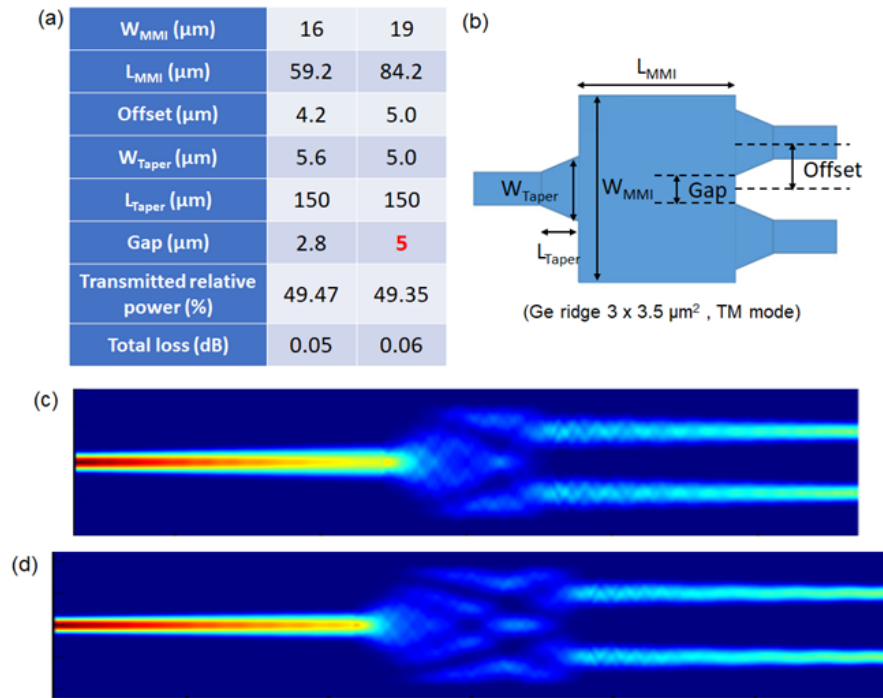 (a)
W_MMI (μm) 16 19
L_MMI (μm) 59.2 84.2
Offset (μm) 4.2 5.0
W_Taper (μm) 5.6 5.0
L_Taper (μm) 150 150
Gap (μm) 2.8 5
Transmitted relative
power (%) 49.47 49.35
Total loss (dB) 0.05 0.06
(b)
L_MMI
W_Taper
W_MMI
Gap
Offset
L_Taper
(Ge ridge 3 x 3.5 μm² , TM mode)
(c)
(d)